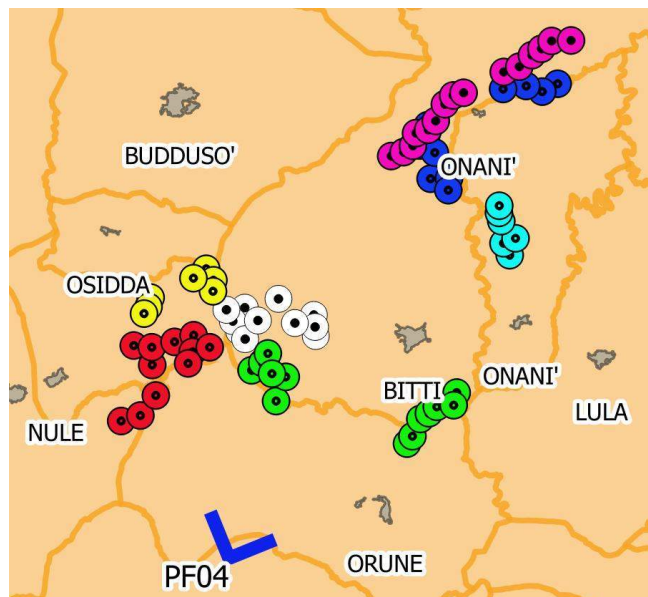 BUDDUSO'
ONANI'
OSIDDA
BITTI
ONANI'
LULA
NULE
ORUNE
PF04